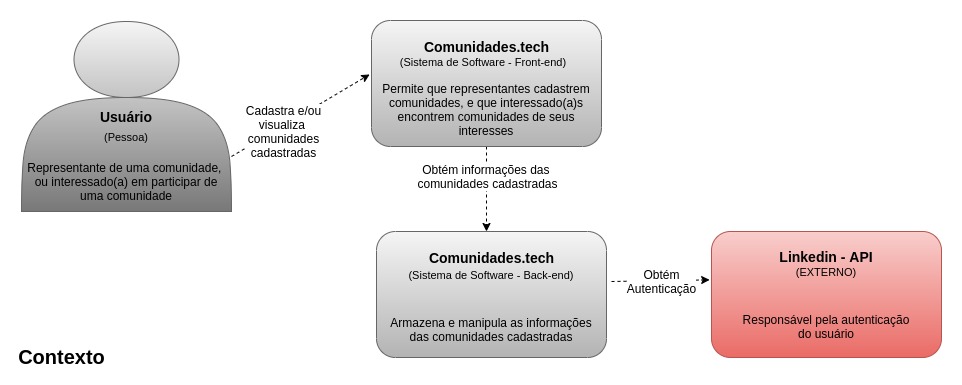 Usuário
(Pessoa)
Representante de uma comunidade,
ou interessado(a) em participar de
uma comunidade
Cadastra e/ou
visualiza
comunidades
cadastradas
Comunidades.tech
(Sistema de Software - Front-end)
Permite que representantes cadastrem
comunidades, e que interessado(a)s
encontrem comunidades de seus
interesses
Obtém informações das
comunidades cadastradas
Comunidades.tech
(Sistema de Software - Back-end)
Armazena e manipula as informações
das comunidades cadastradas
Obtém
Autenticação
Linkedin - API
(EXTERNO)
Responsável pela autenticação
do usuário
Contexto